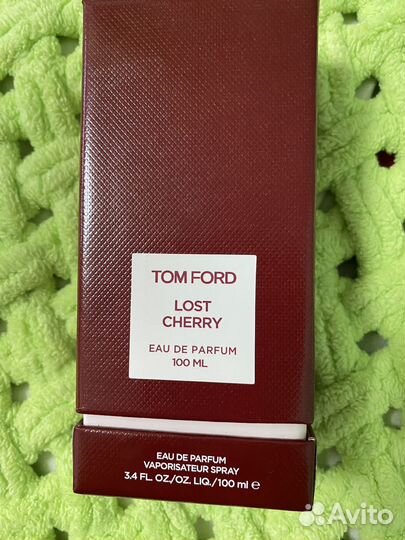 TOM FORD
LOST
CHERRY
EAU DE PARFUM
100 ML
EAU DE PARFUM
VAPORISATEUR SPRAY
3.4 FL. OZ./OZ. LIQ./100 ml ℮
Avito